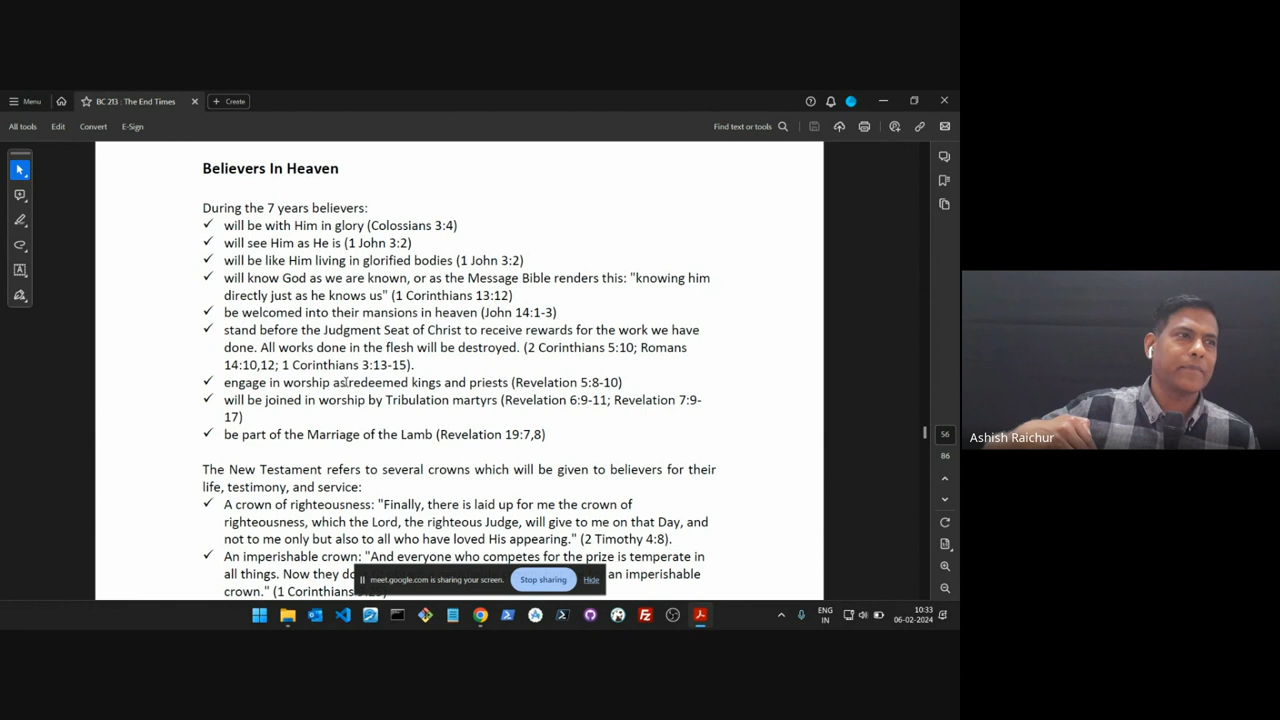 Menu
BC 213 : The End Times
Create
All tools
Edit
Convert
E-Sign
Find text or tools
Believers In Heaven
During the 7 years believers:
✓ will be with Him in glory (Colossians 3:4)
✓ will see Him as He is (1 John 3:2)
✓ will be like Him living in glorified bodies (1 John 3:2)
✓ will know God as we are known, or as the Message Bible renders this: "knowing him
directly just as he knows us" (1 Corinthians 13:12)
✓ be welcomed into their mansions in heaven (John 14:1-3)
✓ stand before the Judgment Seat of Christ to receive rewards for the work we have
done. All works done in the flesh will be destroyed. (2 Corinthians 5:10; Romans
14:10,12; 1 Corinthians 3:13-15).
✓ engage in worship as redeemed kings and priests (Revelation 5:8-10)
✓ will be joined in worship by Tribulation martyrs (Revelation 6:9-11; Revelation 7:9-
17)
✓ be part of the Marriage of the Lamb (Revelation 19:7,8)
The New Testament refers to several crowns which will be given to believers for their
life, testimony, and service:
✓ A crown of righteousness: "Finally, there is laid up for me the crown of
righteousness, which the Lord, the righteous Judge, will give to me on that Day, and
not to me only but also to all who have loved His appearing." (2 Timothy 4:8).
✓ An imperishable crown: "And everyone who competes for the prize is temperate in
all things. Now they do an imperishable
crown." (1 Corinthians
meet.google.com is sharing your screen.
Stop sharing
Hide
56
86
ENG
IN
10:33
06-02-2024
Ashish Raichur